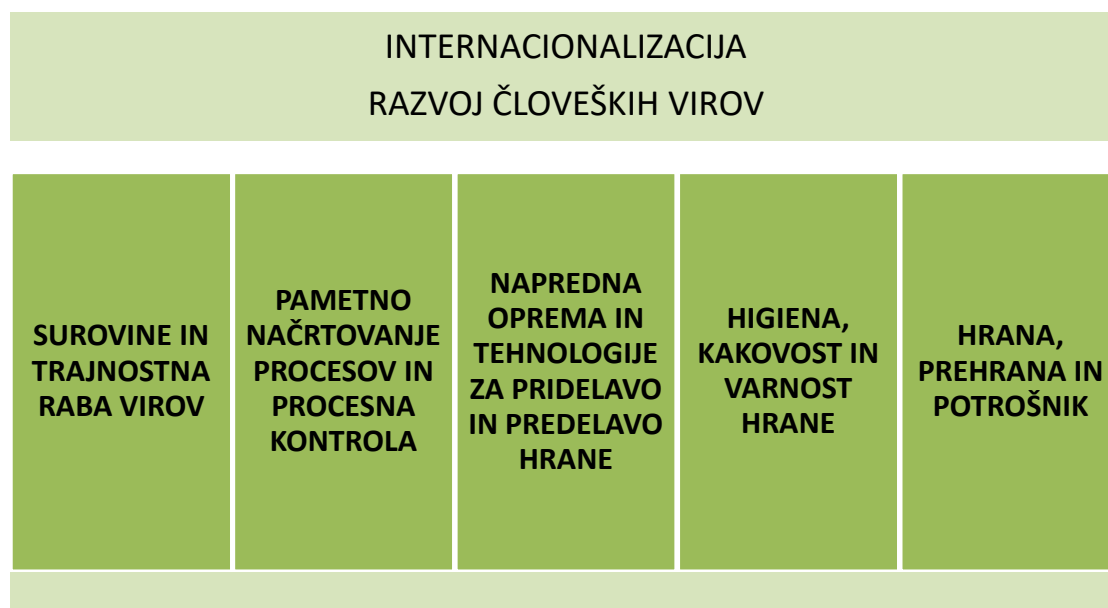 INTERNACIONALIZACIJA
RAZVOJ ČLOVEŠKIH VIROV
SUROVINE IN
TRAJNOSTNA
RABA VIROV
PAMETNO
NAČRTOVANJE
PROCESOV IN
PROCESNA
KONTROLA
NAPREDNA
OPREMA IN
TEHNOLOGIJE
ZA PRIDELAVO
IN PREDELAVO
HRANE
HIGIENA,
KAKOVOST IN
VARNOST
HRANE
HRANA,
PREHRANA IN
POTROŠNIK